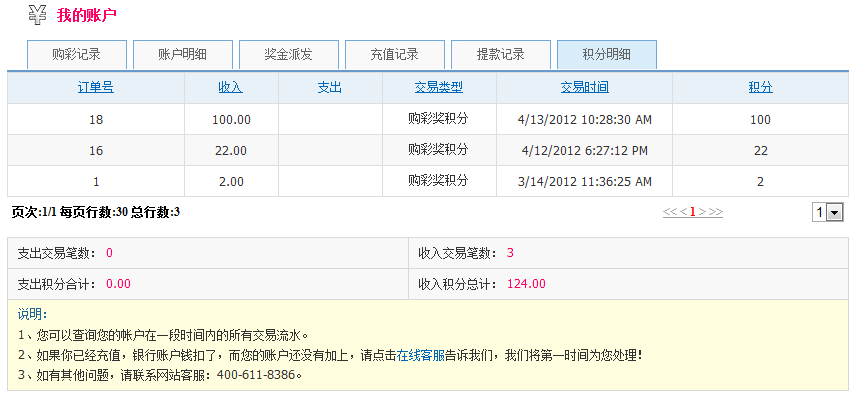 我的账户
购彩记录 账户明细 奖金派发 充值记录 提款记录 积分明细
订单号 收入 支出 交易类型 交易时间 积分
18 100.00 购彩奖积分 4/13/2012 10:28:30 AM 100
16 22.00 购彩奖积分 4/12/2012 6:27:12 PM 22
1 2.00 购彩奖积分 3/14/2012 11:36:25 AM 2
页次:1/1 每页行数:30 总行数:3 << < 1 > >> 1
支出交易笔数： 0 收入交易笔数： 3
支出积分合计： 0.00 收入积分总计： 124.00
说明:
1、您可以查询您的帐户在一段时间内的所有交易流水。
2、如果你已经充值，银行账户钱扣了，而您的账户还没有加上，请点击在线客服告诉我们，我们将第一时间为您处理！
3、如有其他问题，请联系网站客服：400-611-8386。